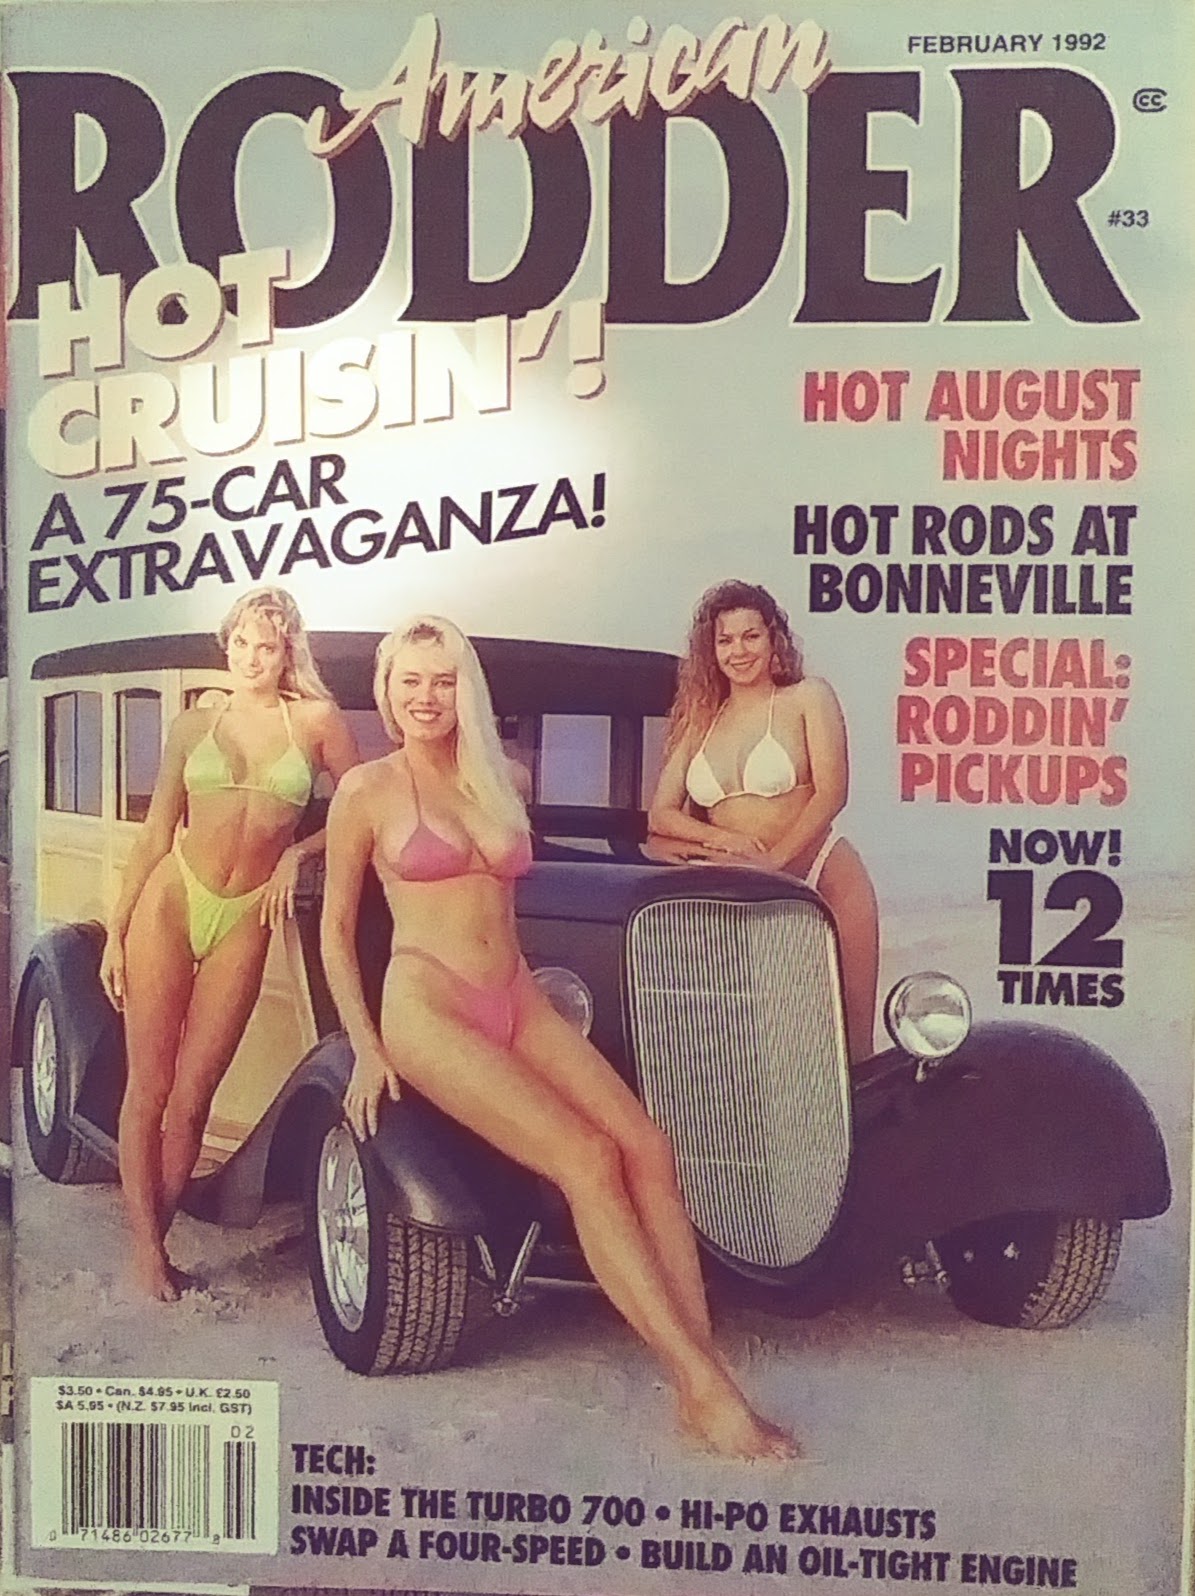 FEBRUARY 1992
American
RODDER
CC
#33
HOT
CRUISIN'!
A 75-CAR
EXTRAVAGANZA!
HOT AUGUST
NIGHTS
HOT RODS AT
BONNEVILLE
SPECIAL:
RODDIN'
PICKUPS
NOW!
12
TIMES
$3.50 • Can. $4.95 • U.K. £2.50
$A 5.95 • (N.Z. $7.95 Incl. GST)
02
0 71486 02677 8
TECH:
INSIDE THE TURBO 700 • HI-PO EXHAUSTS
SWAP A FOUR-SPEED • BUILD AN OIL-TIGHT ENGINE